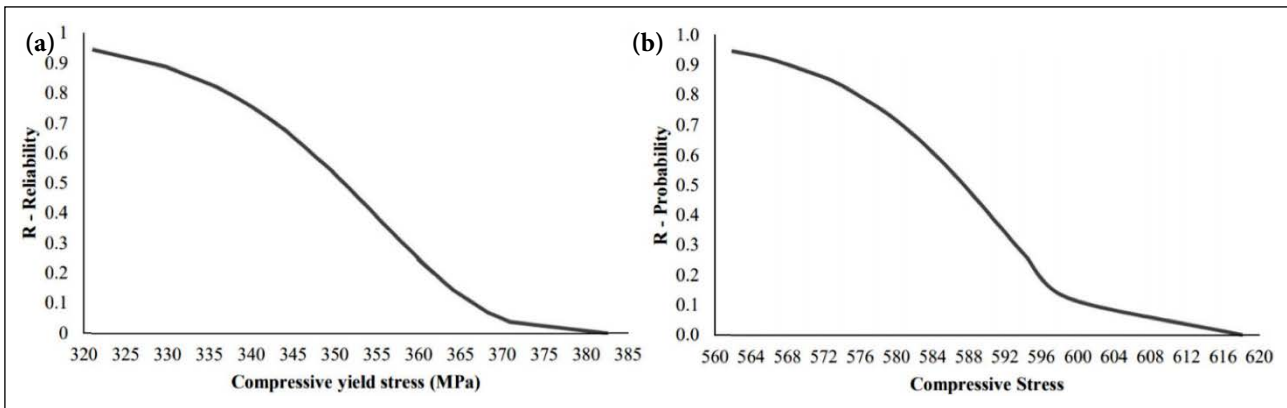 (a)
R - Reliability
1
0.9
0.8
0.7
0.6
0.5
0.4
0.3
0.2
0.1
0
320 325 330 335 340 345 350 355 360 365 370 375 380 385
Compressive yield stress (MPa)
(b)
R - Probability
1.0
0.9
0.8
0.7
0.6
0.5
0.4
0.3
0.2
0.1
0.0
560 564 568 572 576 580 584 588 592 596 600 604 608 612 616 620
Compressive Stress